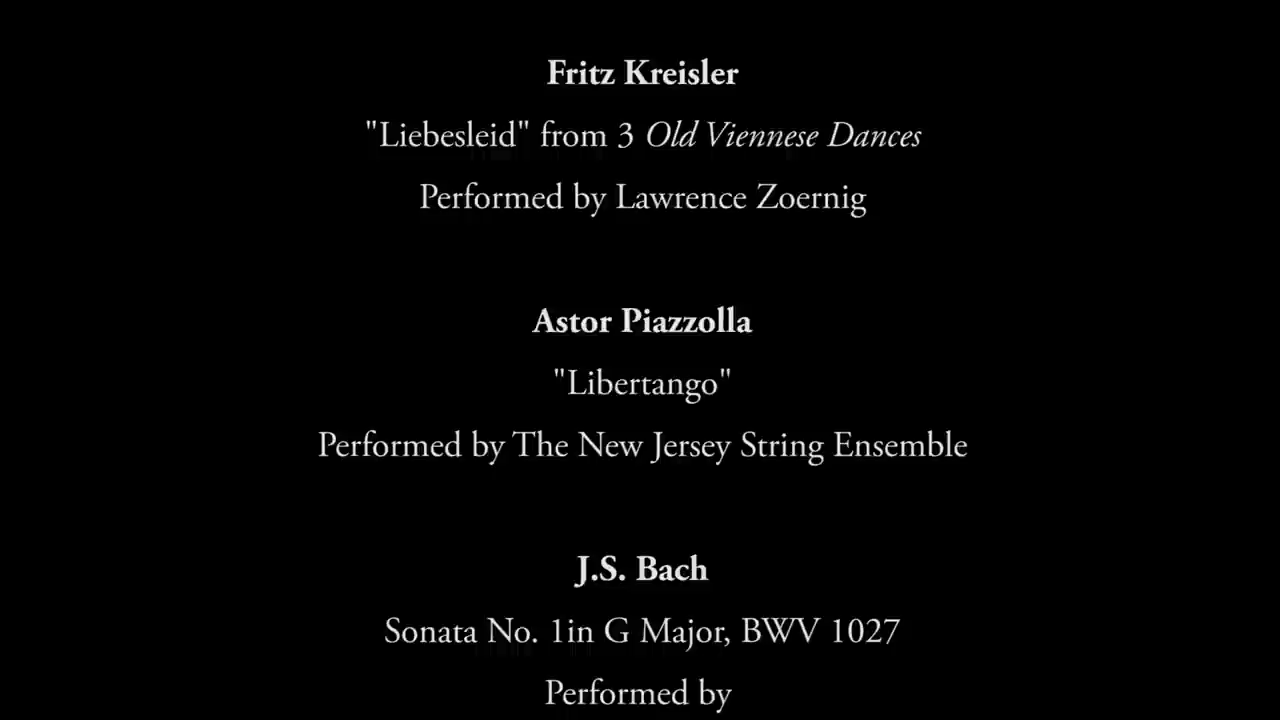 Fritz Kreisler
"Liebesleid" from 3 Old Viennese Dances
Performed by Lawrence Zoernig
Astor Piazzolla
"Libertango"
Performed by The New Jersey String Ensemble
J.S. Bach
Sonata No. 1in G Major, BWV 1027
Performed by